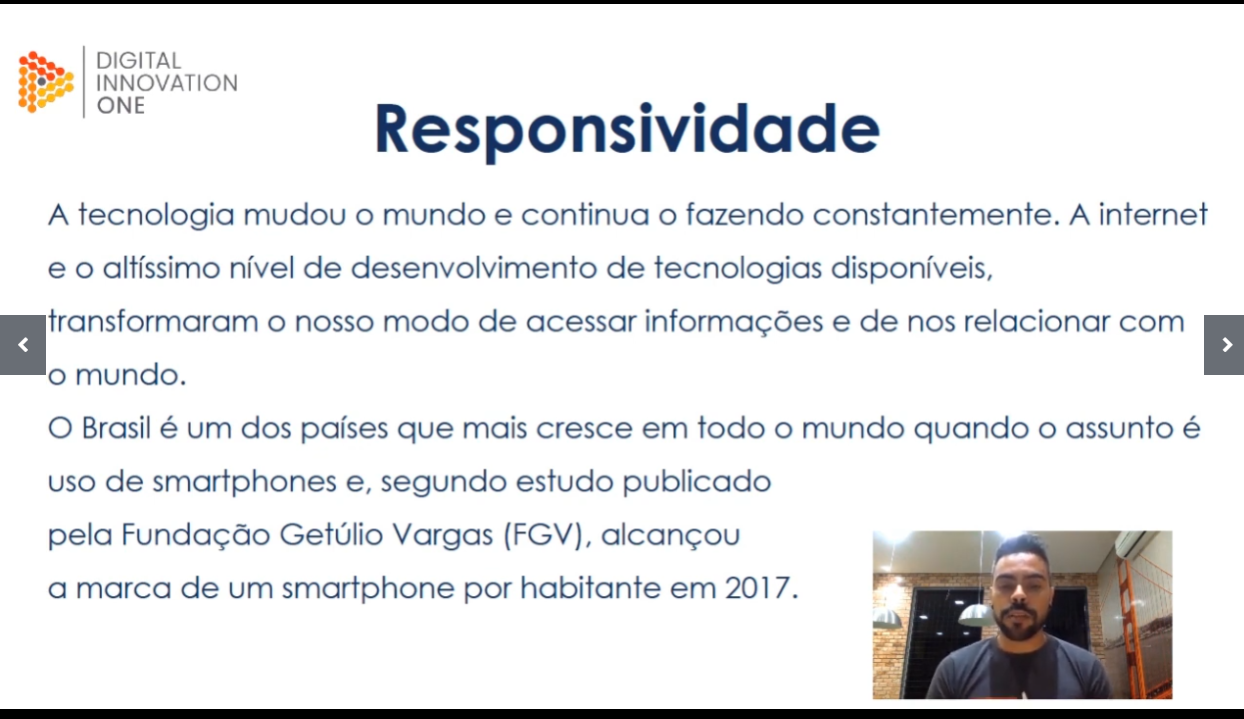 DIGITAL
INNOVATION
ONE
Responsividade
A tecnologia mudou o mundo e continua o fazendo constantemente. A internet
e o altíssimo nível de desenvolvimento de tecnologias disponíveis,
transformaram o nosso modo de acessar informações e de nos relacionar com
o mundo.
O Brasil é um dos países que mais cresce em todo o mundo quando o assunto é
uso de smartphones e, segundo estudo publicado
pela Fundação Getúlio Vargas (FGV), alcançou
a marca de um smartphone por habitante em 2017.